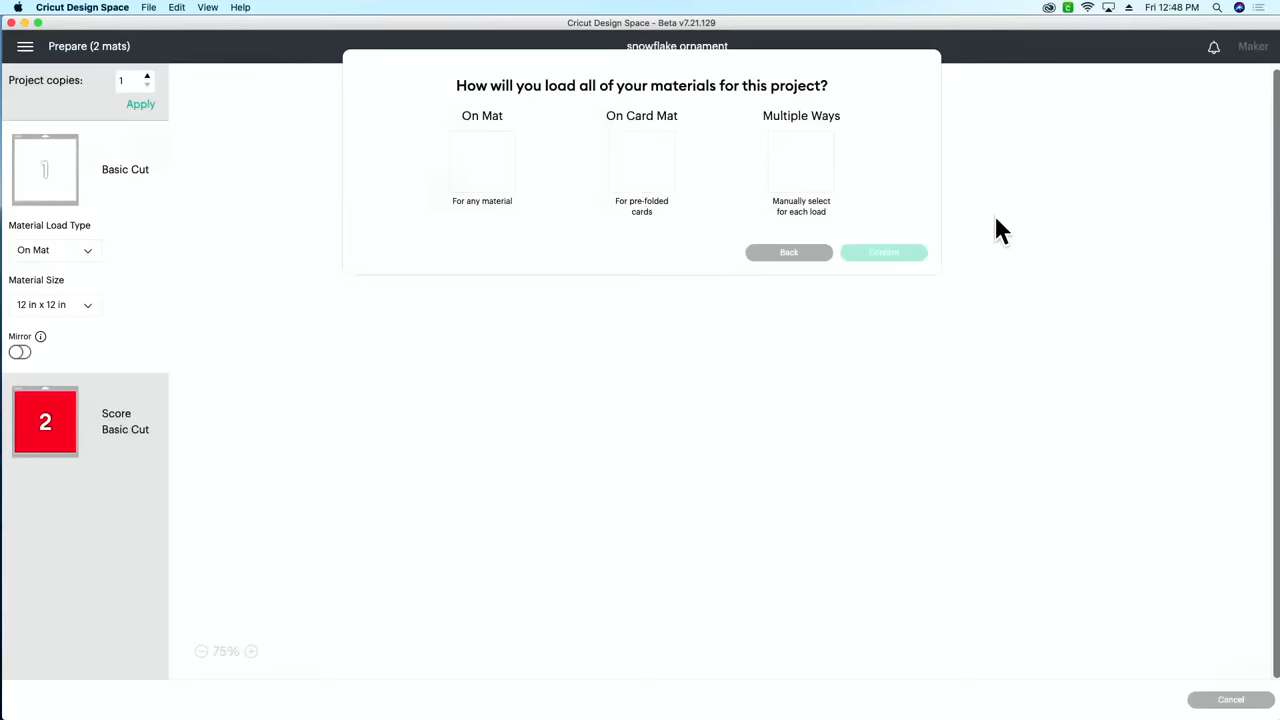 Cricut Design Space File Edit View Help Fri 12:48 PM
Cricut Design Space - Beta v7.21.129
Prepare (2 mats) snowflake ornament Maker
How will you load all of your materials for this project?
On Mat On Card Mat Multiple Ways
For any material For pre-folded Manually select
cards for each load
Back Confirm
Project copies: 1
Apply
1 Basic Cut
Material Load Type
On Mat
Material Size
12 in x 12 in
Mirror
2 Score
Basic Cut
75%
Cancel